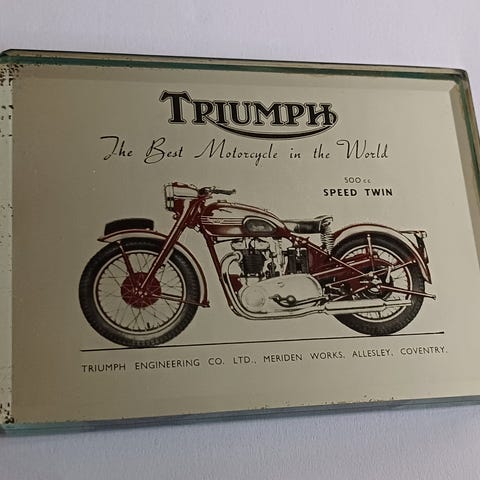 TRIUMPH
The Best Motorcycle in the World
500 cc
SPEED TWIN
TRIUMPH ENGINEERING CO. LTD., MERIDEN WORKS, ALLESLEY, COVENTRY.